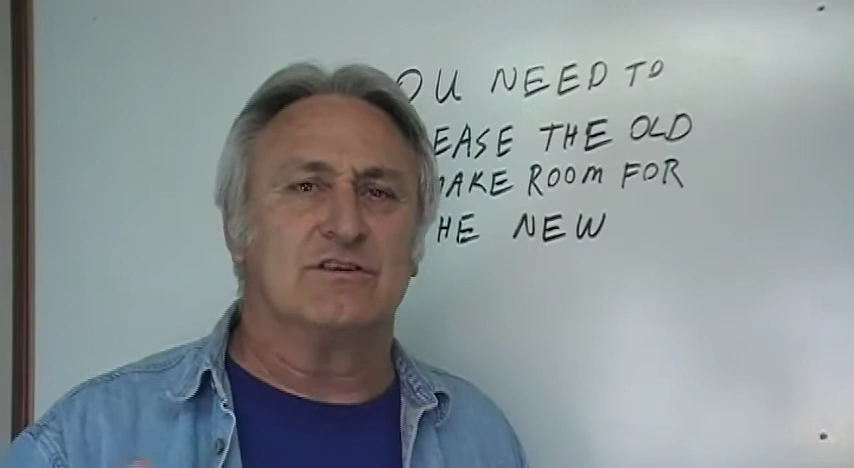 OU NEED TO
EASE THE OLD
MAKE ROOM FOR
HE NEW